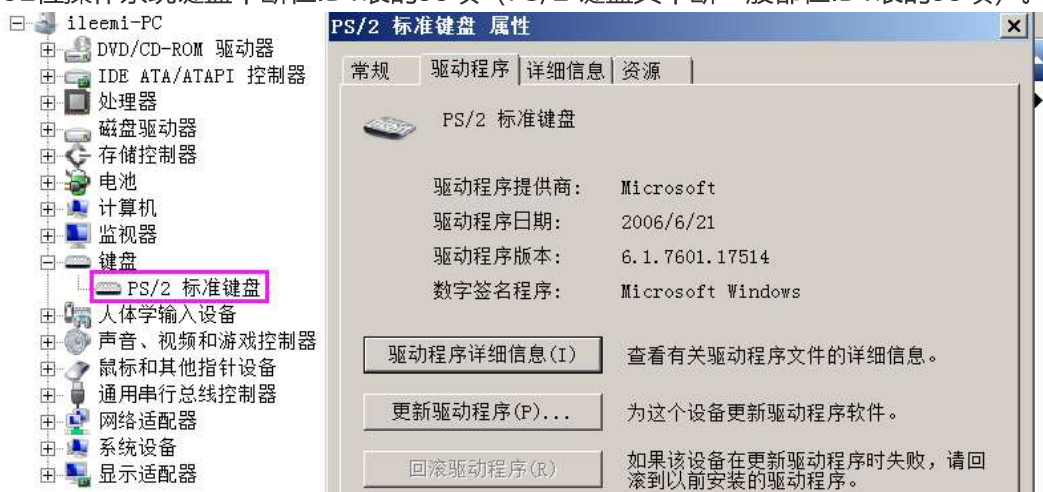 ileemi-PC
DVD/CD-ROM 驱动器
IDE ATA/ATAPI 控制器
处理器
磁盘驱动器
存储控制器
电池
计算机
监视器
键盘
PS/2 标准键盘
人体学输入设备
声音、视频和游戏控制器
鼠标和其他指针设备
通用串行总线控制器
网络适配器
系统设备
显示适配器
PS/2 标准键盘 属性
常规 驱动程序 详细信息 资源
PS/2 标准键盘
驱动程序提供商: Microsoft
驱动程序日期: 2006/6/21
驱动程序版本: 6.1.7601.17514
数字签名程序: Microsoft Windows
驱动程序详细信息(I) 查看有关驱动程序文件的详细信息。
更新驱动程序(P)... 为这个设备更新驱动程序软件。
回滚驱动程序(R) 如果该设备在更新驱动程序时失败，请回
滚到以前安装的驱动程序。